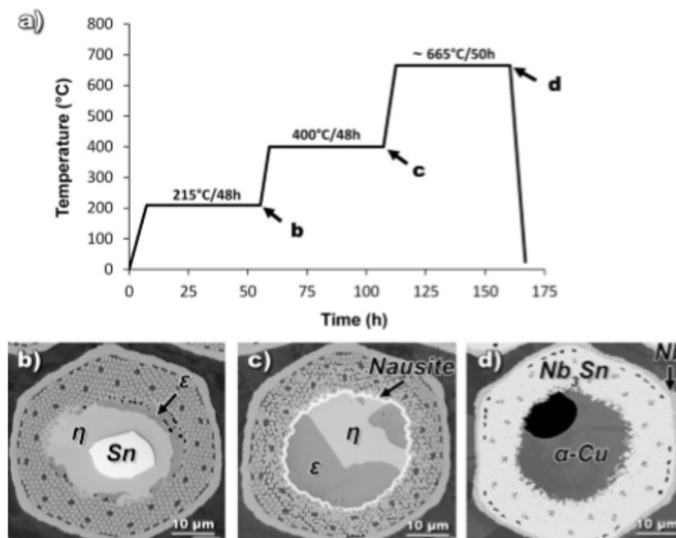 a)
800
700
600
500
400
300
200
100
0
Temperature (°C)
~ 665°C/50h
d
400°C/48h
c
215°C/48h
b
0 25 50 75 100 125 150 175
Time (h)
b) ε
η
Sn
10 μm
c) Nausite
η
ε
10 μm
d) Nb₃Sn
α-Cu
10 μm